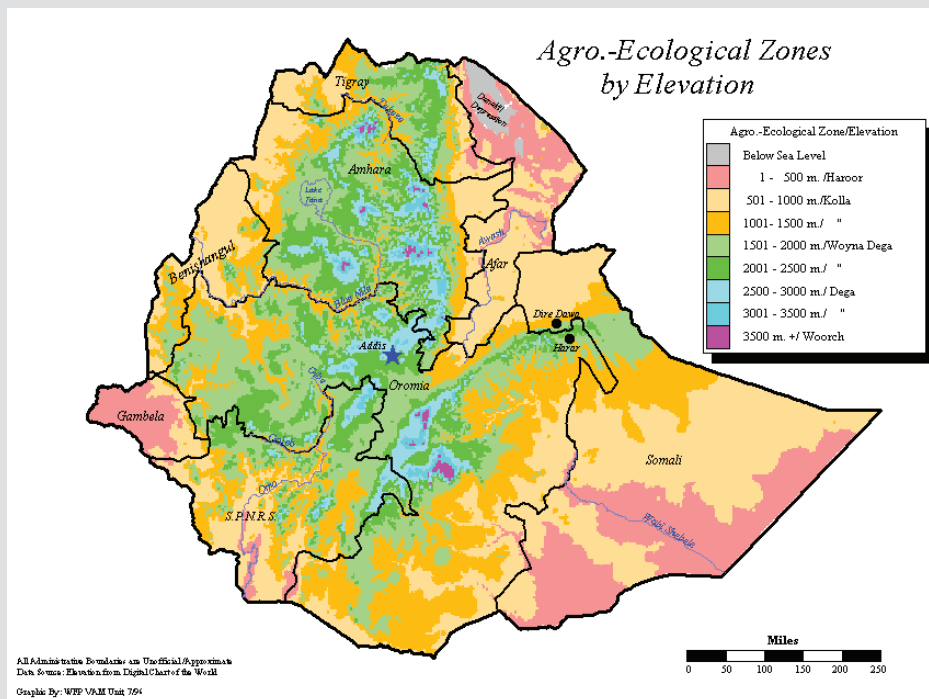 Agro.-Ecological Zones
by Elevation
Agro.-Ecological Zone/Elevation
Below Sea Level
1 - 500 m. /Haroor
501 - 1000 m./Kolla
1001- 1500 m./ "
1501 - 2000 m./Woyna Dega
2001 - 2500 m./ "
2500 - 3000 m./ Dega
3001 - 3500 m./ "
3500 m. +/ Woorch
Tigray
Danakil
Depression
Amhara
Lake
Tana
Awash
Afar
Benishangul
Blue Nile
Dire Dawa
Harar
Addis
Oromia
Gambela
Omo
Somali
S.P.N.R.S.
Wabi Shebele
Miles
0 50 100 150 200 250
All Administrative Boundaries are Unofficial/Approximate
Data Source: Elevation from Digital Chart of the World
Graphic By: WFP VAM Unit 7/94